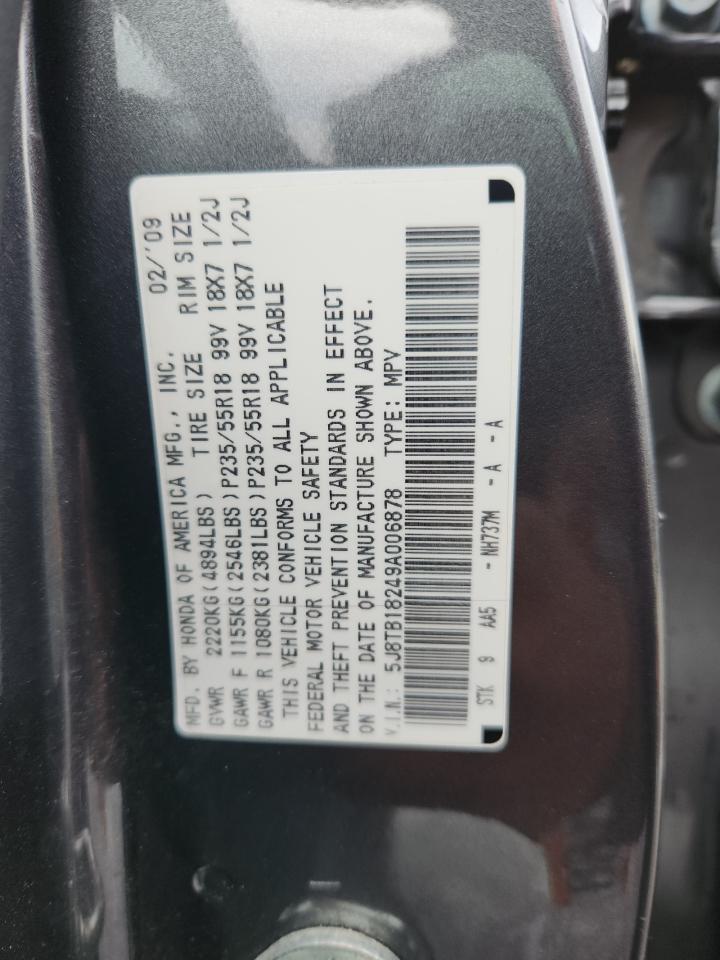 MFD. BY HONDA OF AMERICA MFG., INC. 02/'09
GVWR 2220KG(4894LBS) TIRE SIZE RIM SIZE
GAWR F 1155KG(2546LBS)P235/55R18 99V 18X7 1/2J
GAWR R 1080KG(2381LBS)P235/55R18 99V 18X7 1/2J
THIS VEHICLE CONFORMS TO ALL APPLICABLE
FEDERAL MOTOR VEHICLE SAFETY
AND THEFT PREVENTION STANDARDS IN EFFECT
ON THE DATE OF MANUFACTURE SHOWN ABOVE.
V.I.N.: 5J8TB18249A006878 TYPE: MPV
STK 9 AA5 - NH737M - A - A